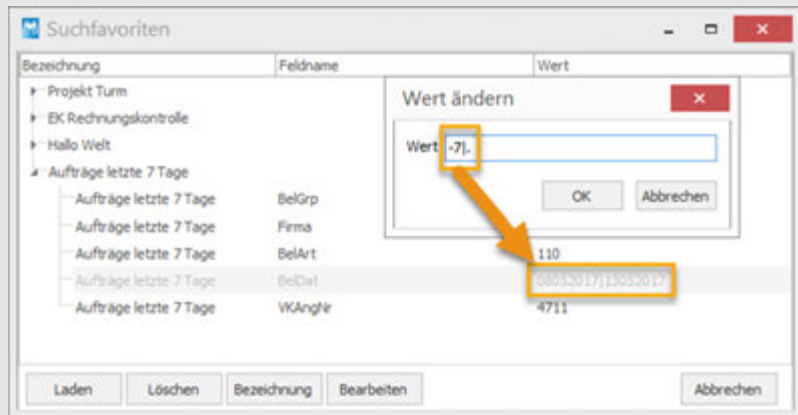 Suchfavoriten
Bezeichnung Feldname Wert
Projekt Turm
EK Rechnungskontrolle
Hallo Welt
Aufträge letzte 7 Tage
Aufträge letzte 7 Tage BelGrp
Aufträge letzte 7 Tage Firma
Aufträge letzte 7 Tage BelArt 110
Aufträge letzte 7 Tage BelDat 08052017|13052017
Aufträge letzte 7 Tage VKAngNr 4711
Wert ändern
Wert -7|.
OK Abbrechen
Laden Löschen Bezeichnung Bearbeiten Abbrechen